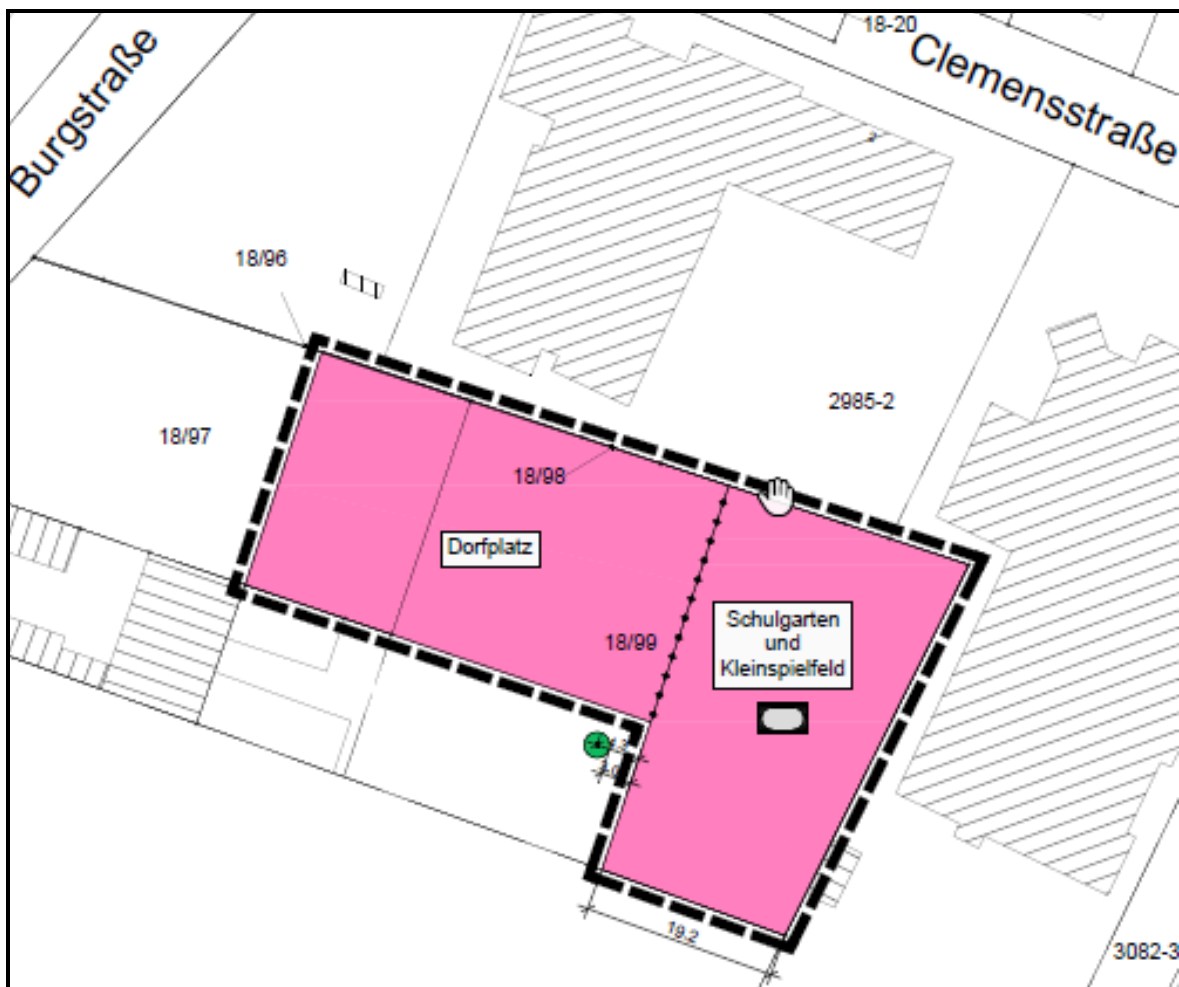 18-20
Clemensstraße
Burgstraße
2
18/96
2985-2
18/97
18/98
Dorfplatz
18/99
Schulgarten
und
Kleinspielfeld
19.2
3082-3